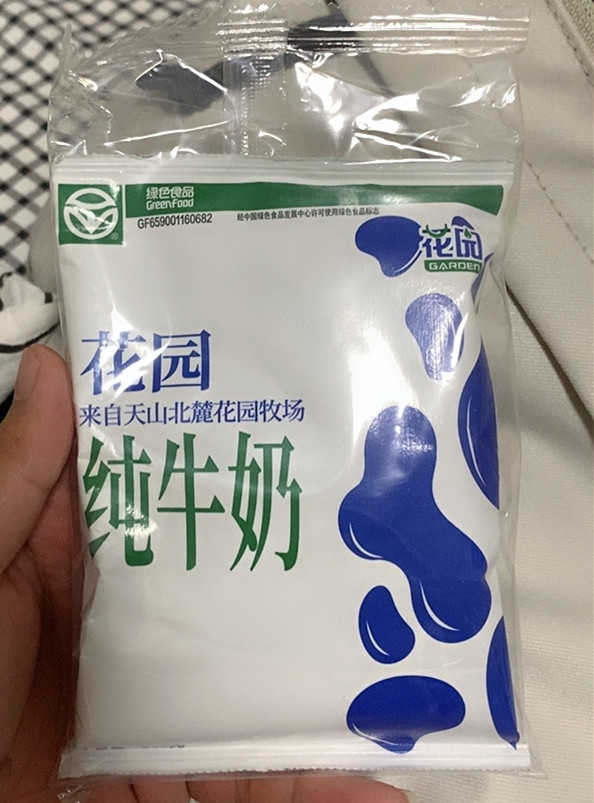 绿色食品
GreenFood
GF659001160682
经中国绿色食品发展中心许可使用绿色食品标志
花园
GARDEN
花园
来自天山北麓花园牧场
纯牛奶